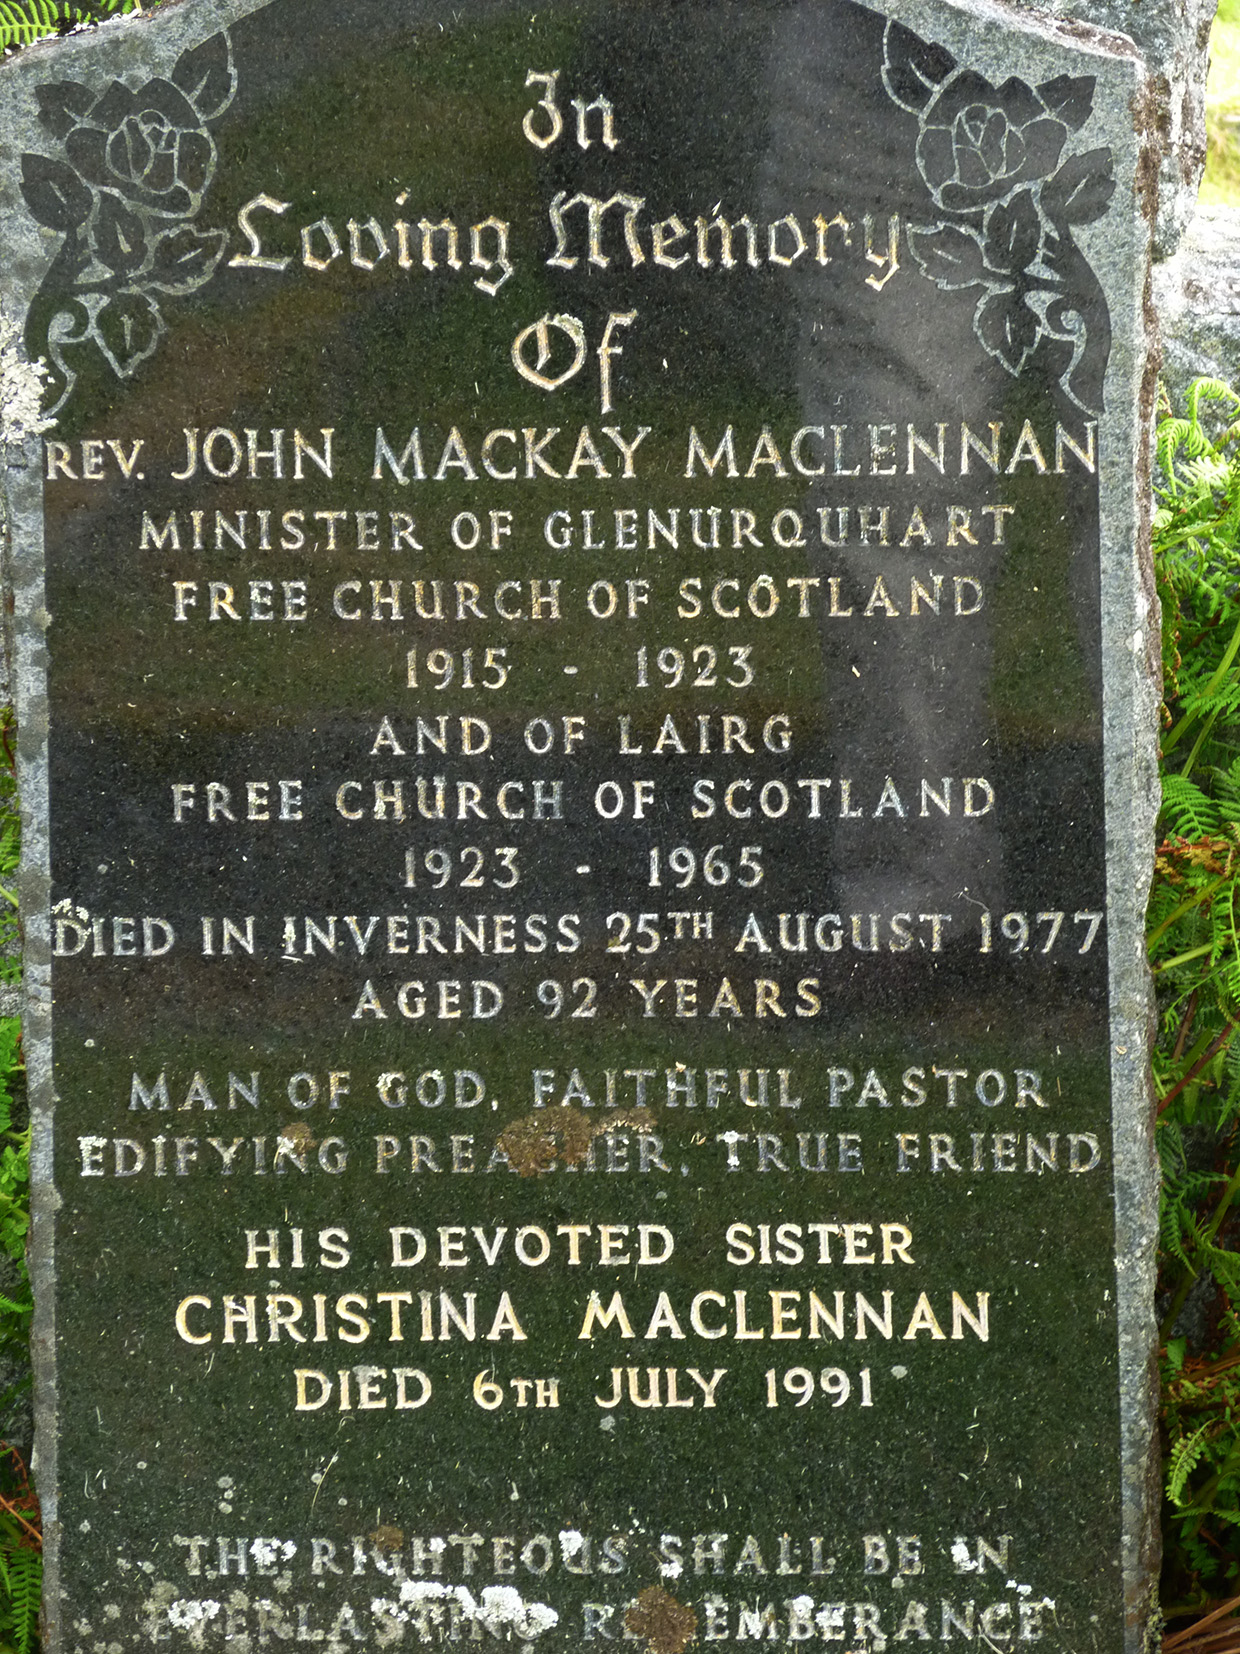 In
Loving Memory
Of
REV. JOHN MACKAY MACLENNAN
MINISTER OF GLENURQUHART
FREE CHURCH OF SCOTLAND
1915 - 1923
AND OF LAIRG
FREE CHURCH OF SCOTLAND
1923 - 1965
DIED IN INVERNESS 25TH AUGUST 1977
AGED 92 YEARS
MAN OF GOD, FAITHFUL PASTOR
EDIFYING PREACHER, TRUE FRIEND
HIS DEVOTED SISTER
CHRISTINA MACLENNAN
DIED 6TH JULY 1991
THE RIGHTEOUS SHALL BE IN
EVERLASTING REMEMBERANCE